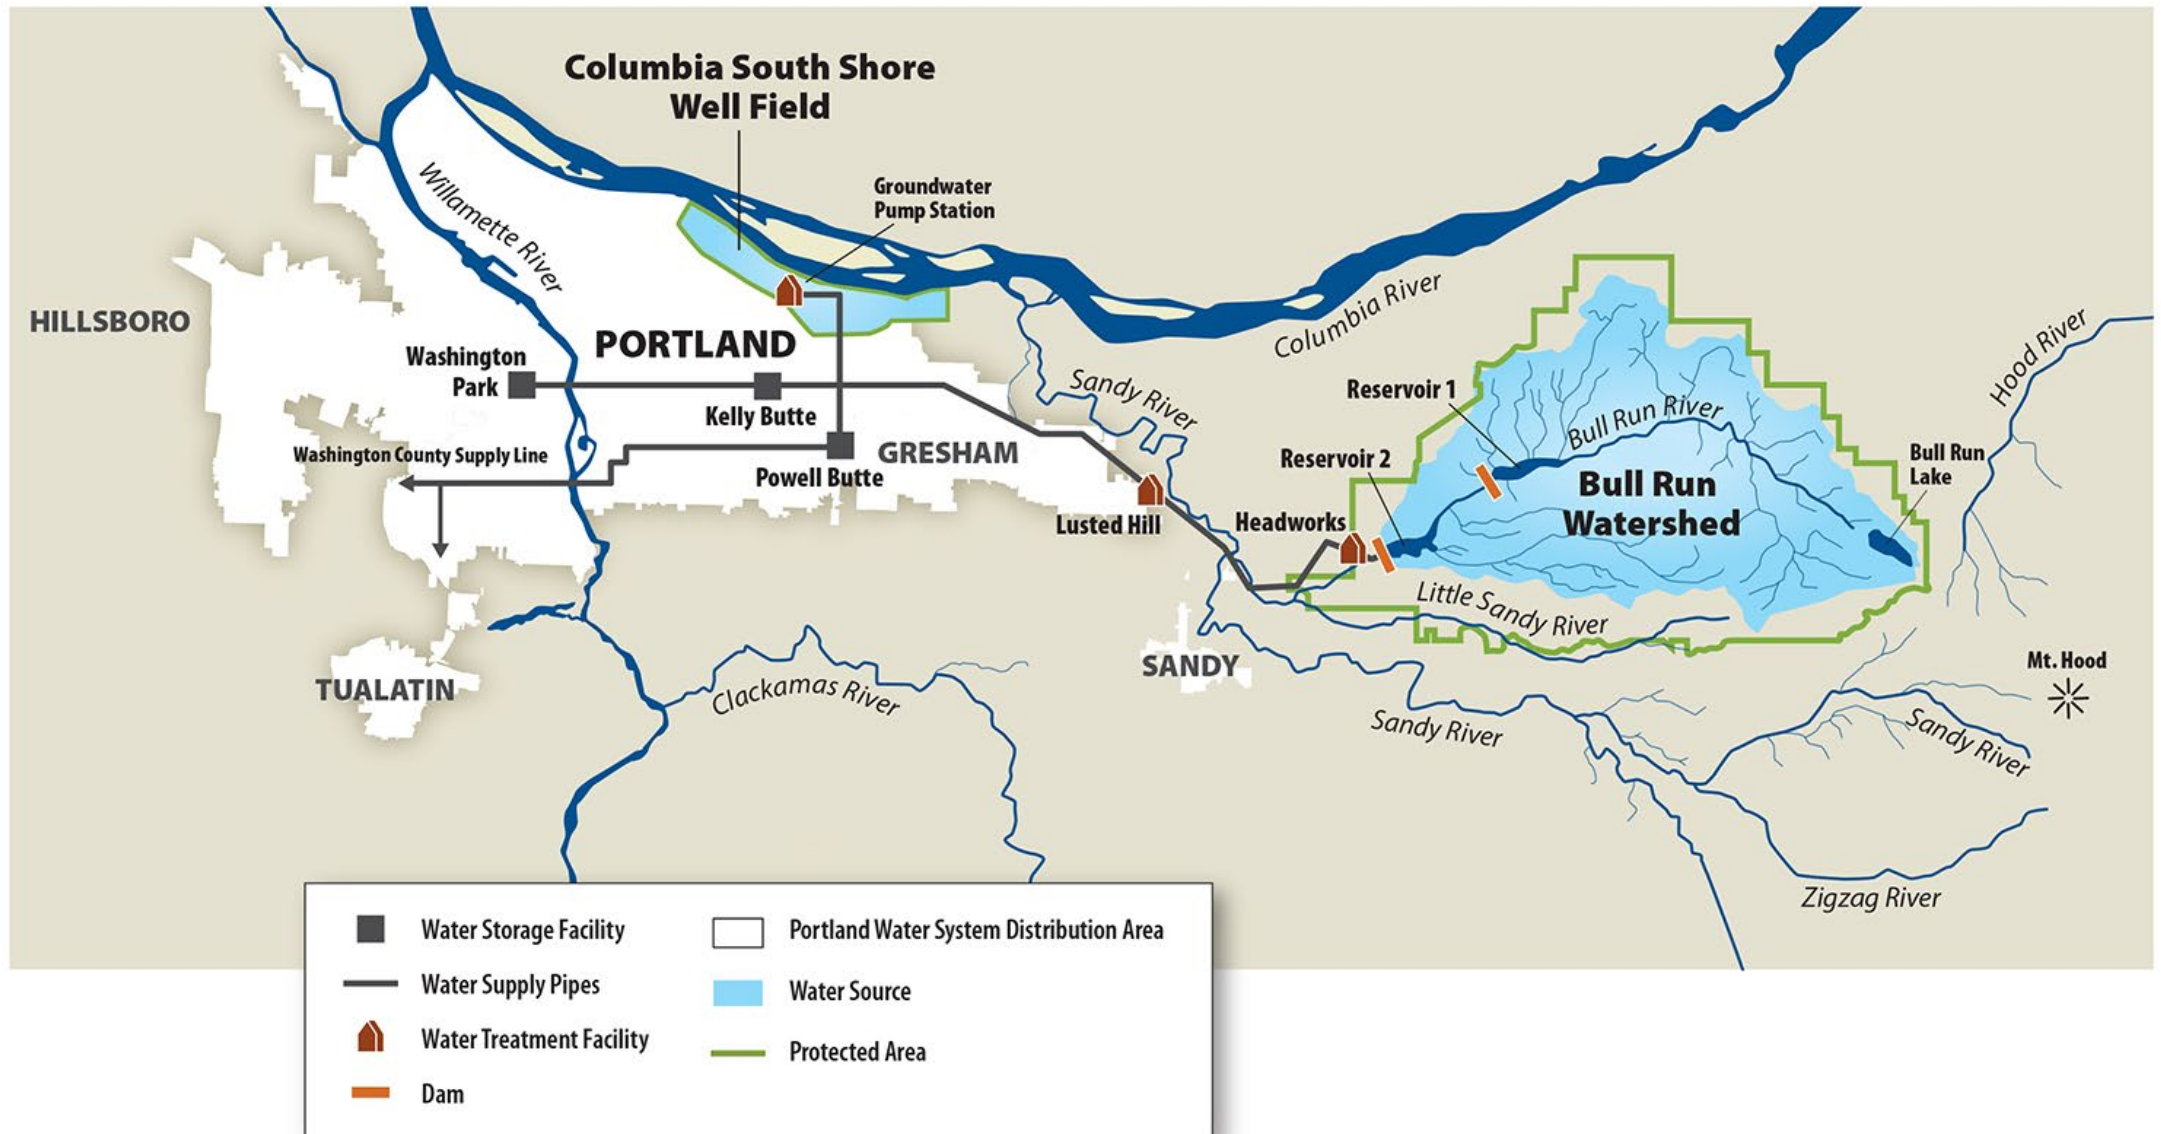 Columbia South Shore
Well Field
Groundwater
Pump Station
Willamette River
HILLSBORO
PORTLAND
Washington
Park
Kelly Butte
Washington County Supply Line
Powell Butte
GRESHAM
Columbia River
Sandy River
Hood River
Reservoir 1
Bull Run River
Reservoir 2
Bull Run
Lake
Bull Run
Watershed
Lusted Hill
Headworks
Little Sandy River
SANDY
TUALATIN
Clackamas River
Sandy River
Mt. Hood
Sandy River
Zigzag River
Water Storage Facility
Water Supply Pipes
Water Treatment Facility
Dam
Portland Water System Distribution Area
Water Source
Protected Area